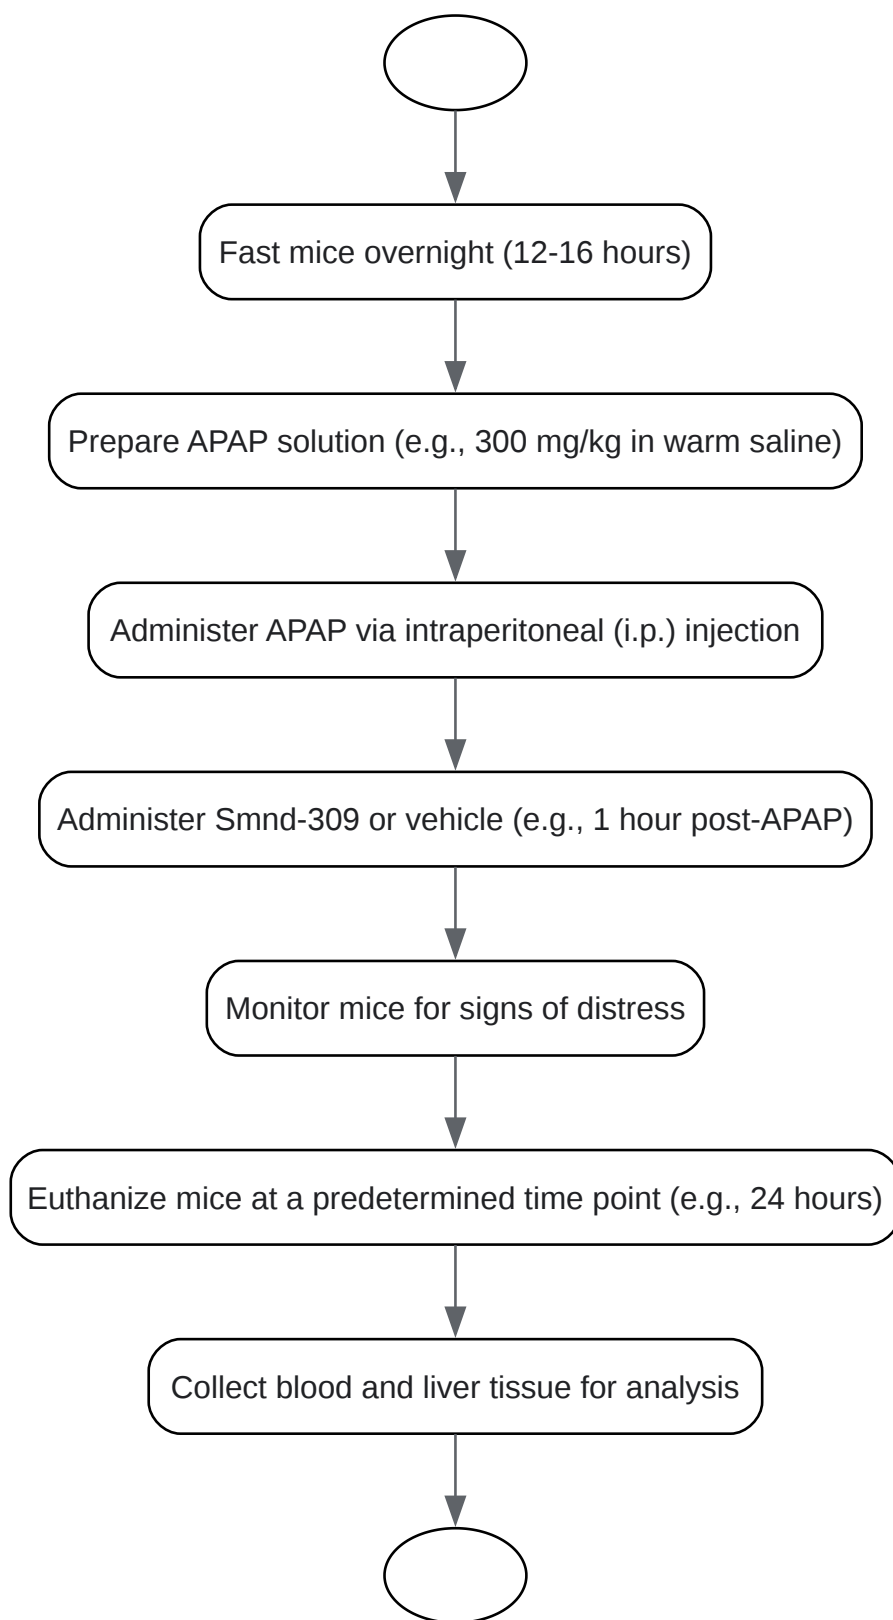 Fast mice overnight (12-16 hours)
Prepare APAP solution (e.g., 300 mg/kg in warm saline)
Administer APAP via intraperitoneal (i.p.) injection
Administer Smnd-309 or vehicle (e.g., 1 hour post-APAP)
Monitor mice for signs of distress
Euthanize mice at a predetermined time point (e.g., 24 hours)
Collect blood and liver tissue for analysis